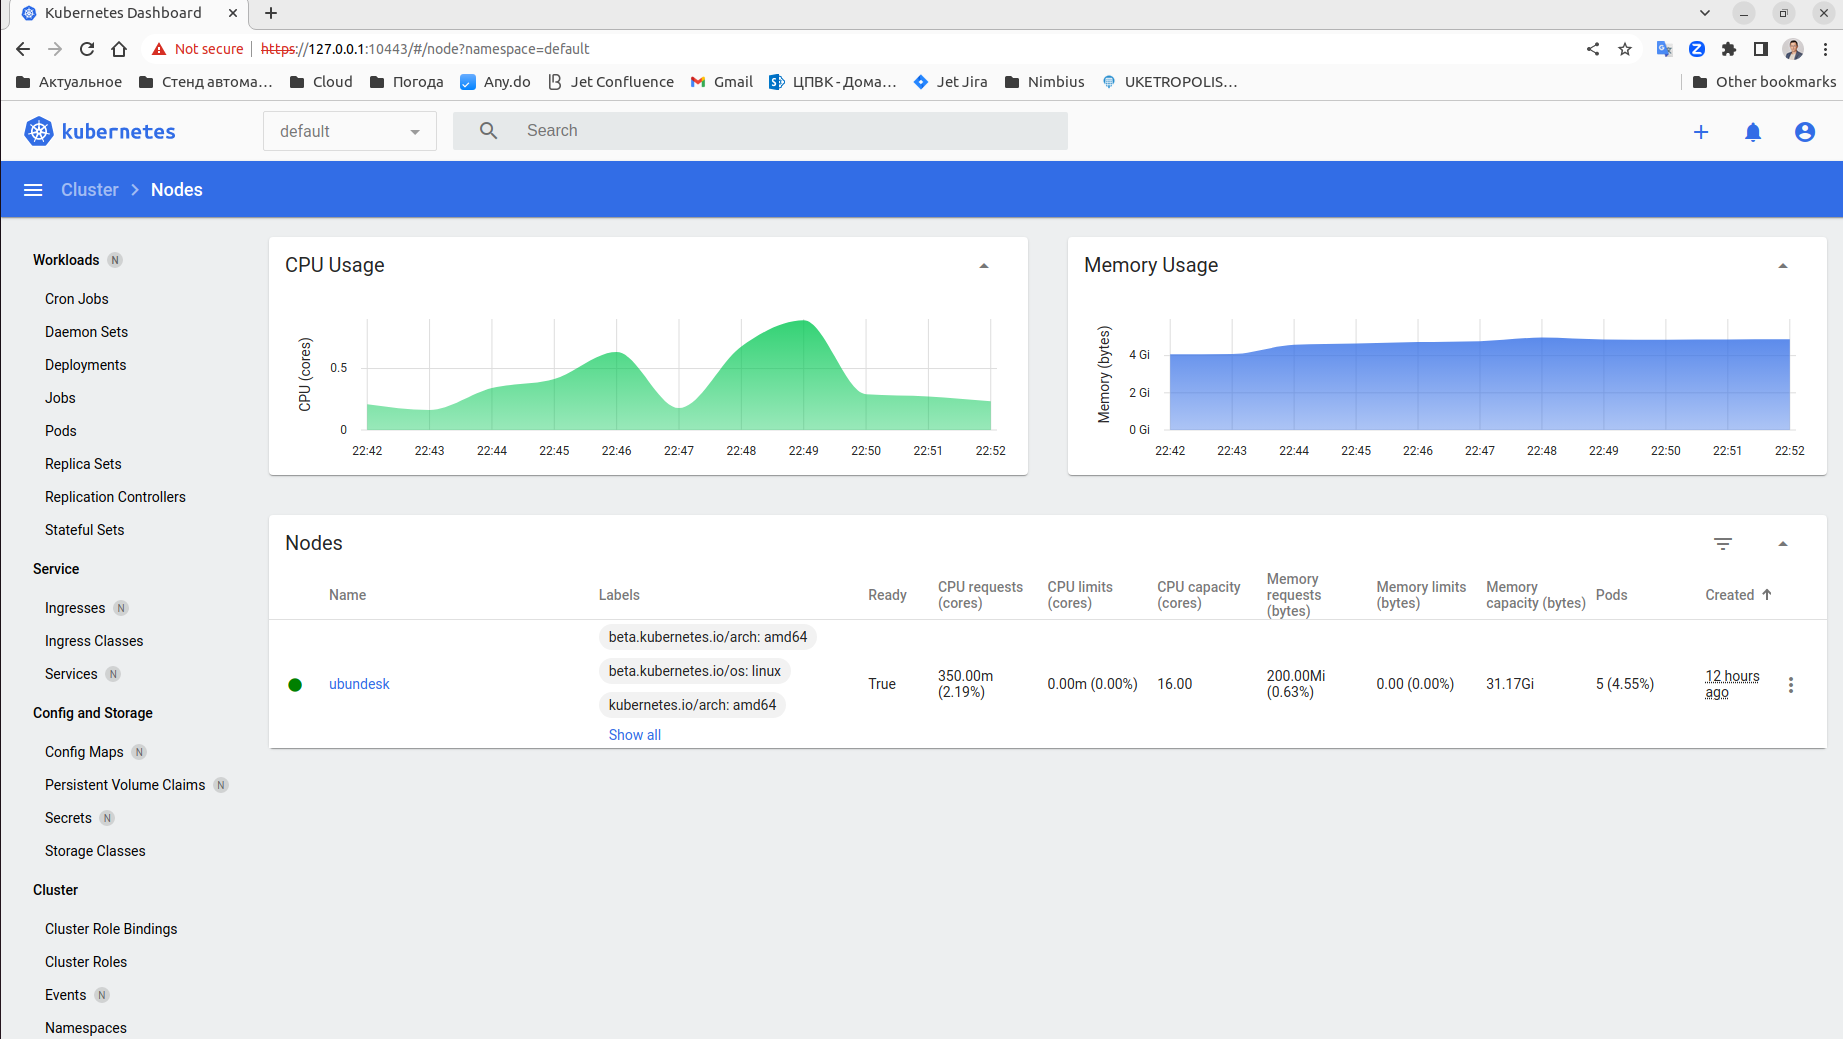 Kubernetes Dashboard
Not secure https://127.0.0.1:10443/#/node?namespace=default
Актуальное Стенд автома... Cloud Погода Any.do Jet Confluence Gmail ЦПВК - Дома... Jet Jira Nimbius UKETROPOLIS... Other bookmarks
kubernetes default Search
Cluster Nodes
Workloads N
Cron Jobs
Daemon Sets
Deployments
Jobs
Pods
Replica Sets
Replication Controllers
Stateful Sets
Service
Ingresses N
Ingress Classes
Services N
Config and Storage
Config Maps N
Persistent Volume Claims N
Secrets N
Storage Classes
Cluster
Cluster Role Bindings
Cluster Roles
Events N
Namespaces
CPU Usage
CPU (cores)
0.5
0
22:42 22:43 22:44 22:45 22:46 22:47 22:48 22:49 22:50 22:51 22:52
Memory Usage
Memory (bytes)
4 Gi
2 Gi
0 Gi
22:42 22:43 22:44 22:45 22:46 22:47 22:48 22:49 22:50 22:51 22:52
Nodes
Name Labels Ready CPU requests (cores) CPU limits (cores) CPU capacity (cores) Memory requests (bytes) Memory limits (bytes) Memory capacity (bytes) Pods Created
ubundesk
beta.kubernetes.io/arch: amd64
beta.kubernetes.io/os: linux
kubernetes.io/arch: amd64
Show all
True 350.00m (2.19%) 0.00m (0.00%) 16.00 200.00Mi (0.63%) 0.00 (0.00%) 31.17Gi 5 (4.55%) 12 hours ago